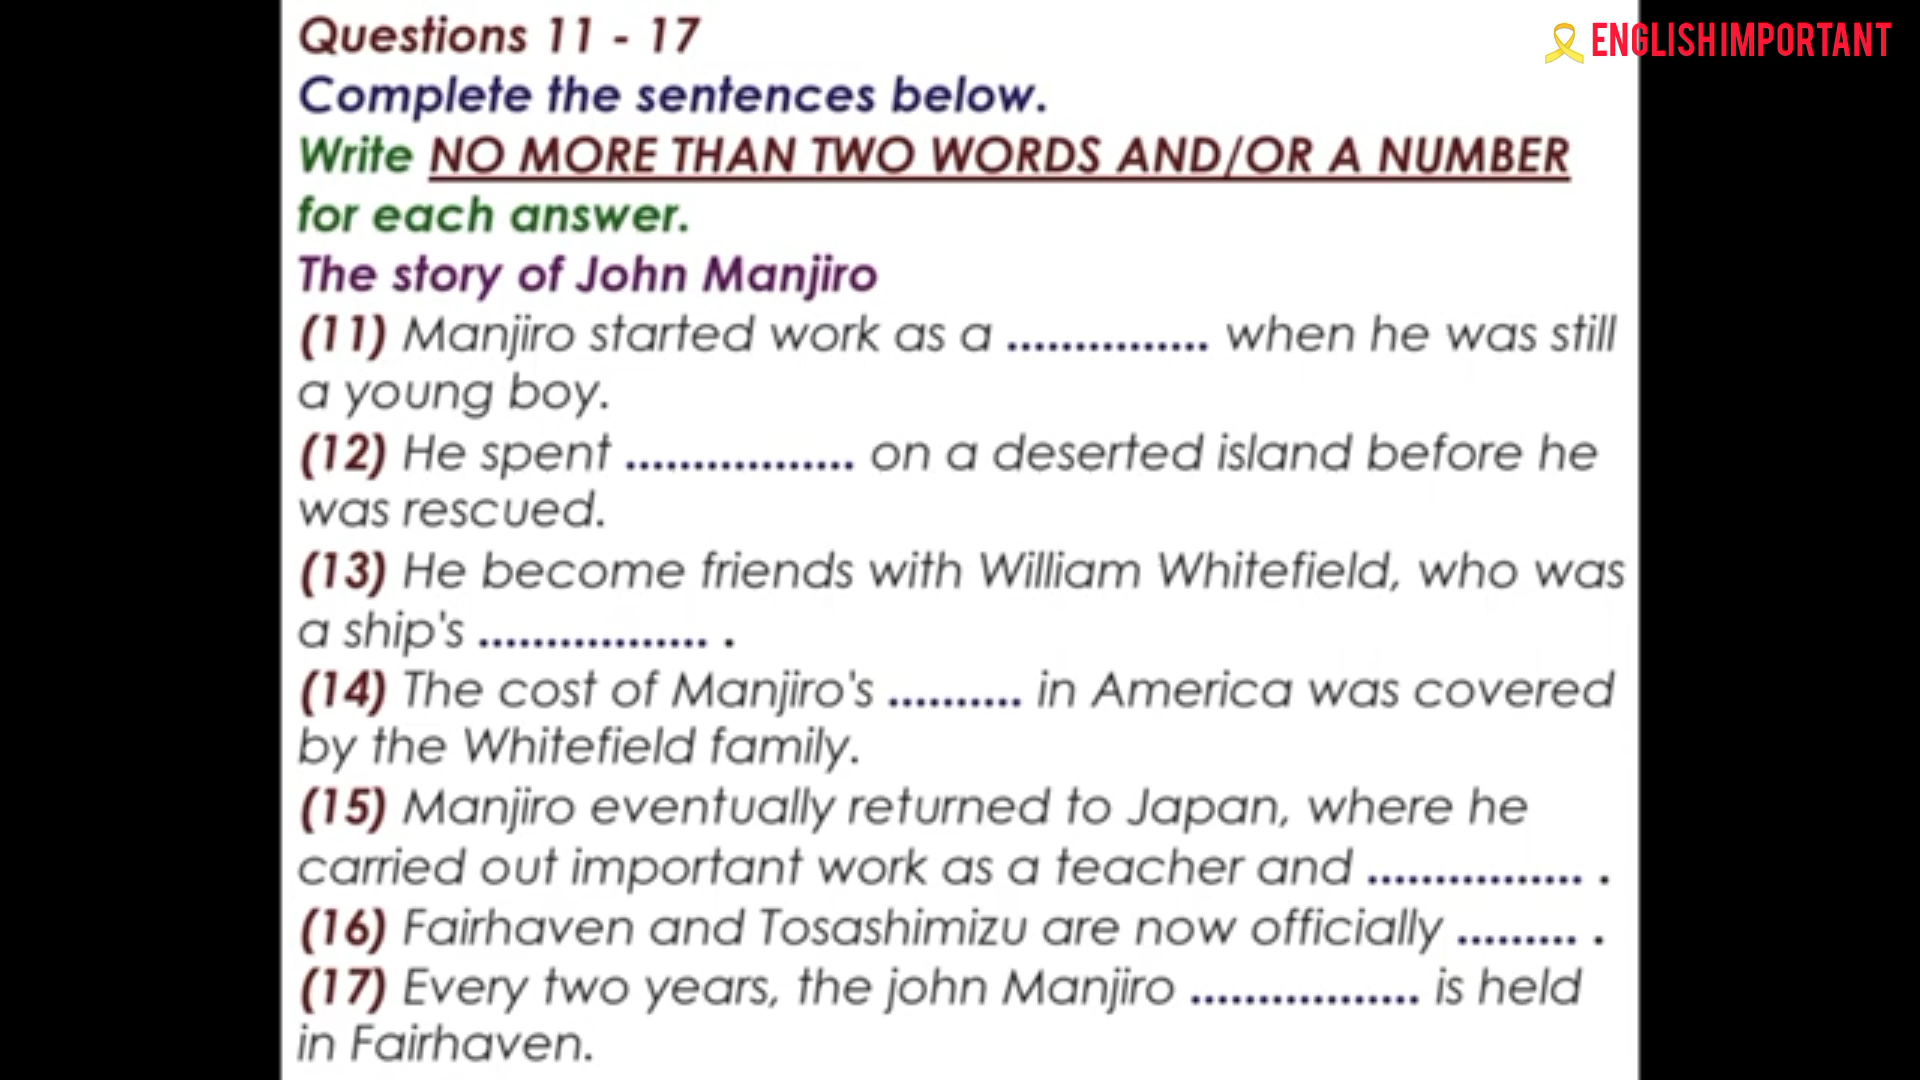 ENGLISHIMPORTANT
Questions 11 - 17
Complete the sentences below.
Write NO MORE THAN TWO WORDS AND/OR A NUMBER
for each answer.
The story of John Manjiro
(11) Manjiro started work as a ............... when he was still
a young boy.
(12) He spent ................. on a deserted island before he
was rescued.
(13) He become friends with William Whitefield, who was
a ship's ................. .
(14) The cost of Manjiro's .......... in America was covered
by the Whitefield family.
(15) Manjiro eventually returned to Japan, where he
carried out important work as a teacher and ................ .
(16) Fairhaven and Tosashimizu are now officially ......... .
(17) Every two years, the john Manjiro ................. is held
in Fairhaven.